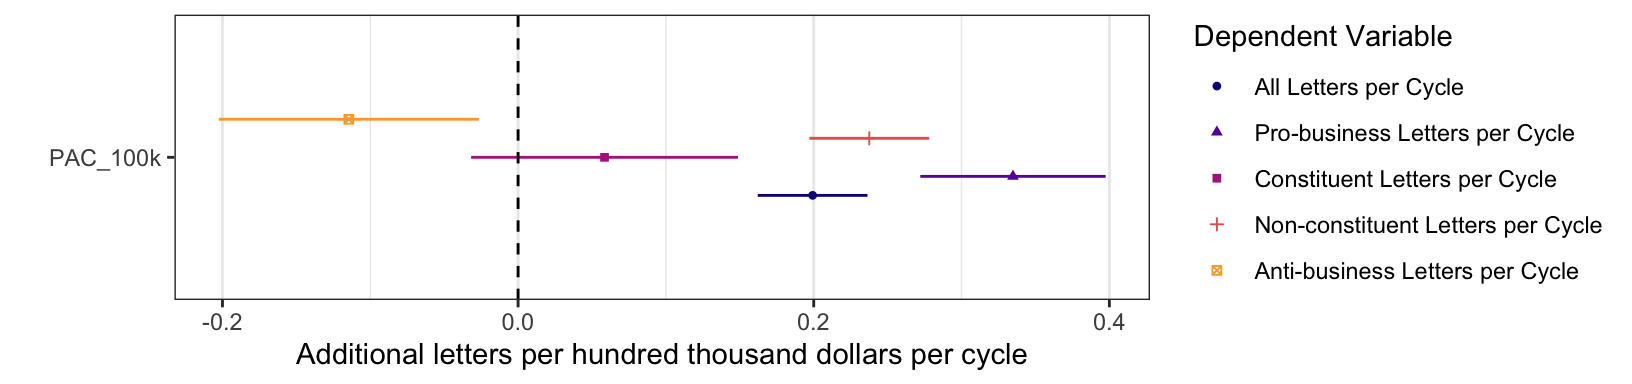 PAC_100k
-0.2 0.0 0.2 0.4
Additional letters per hundred thousand dollars per cycle
Dependent Variable
All Letters per Cycle
Pro-business Letters per Cycle
Constituent Letters per Cycle
Non-constituent Letters per Cycle
Anti-business Letters per Cycle